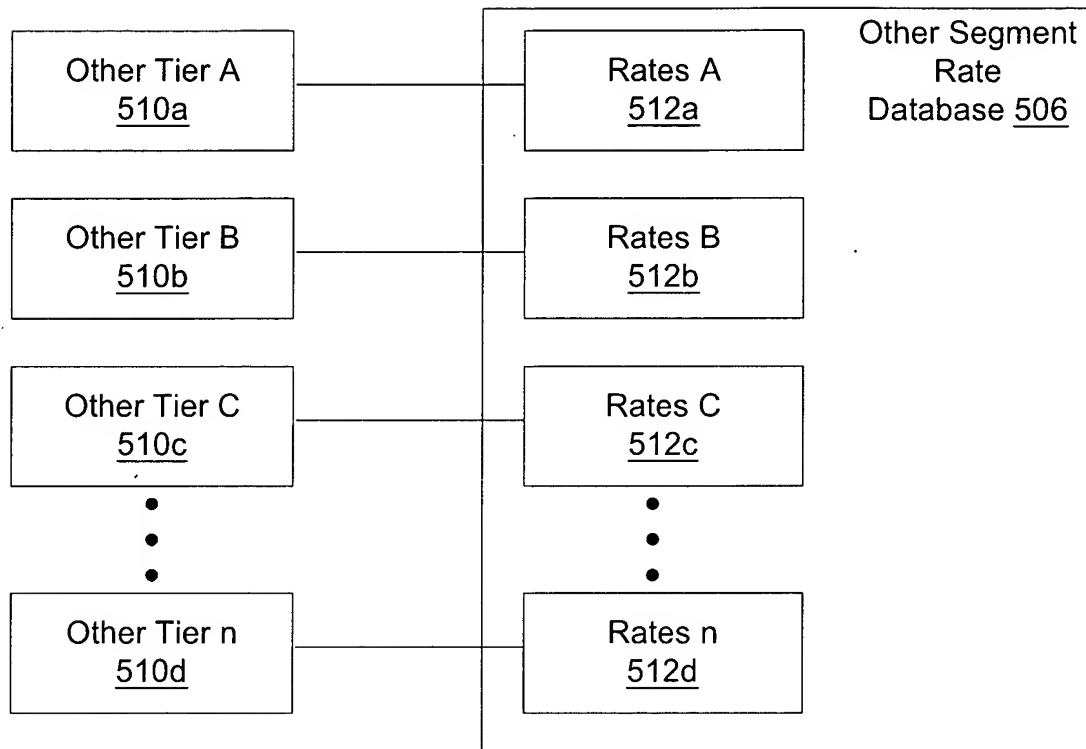 Other Tier A
510a
Rates A
512a
Other Segment
Rate
Database 506
Other Tier B
510b
Rates B
512b
Other Tier C
510c
Rates C
512c
Other Tier n
510d
Rates n
512d